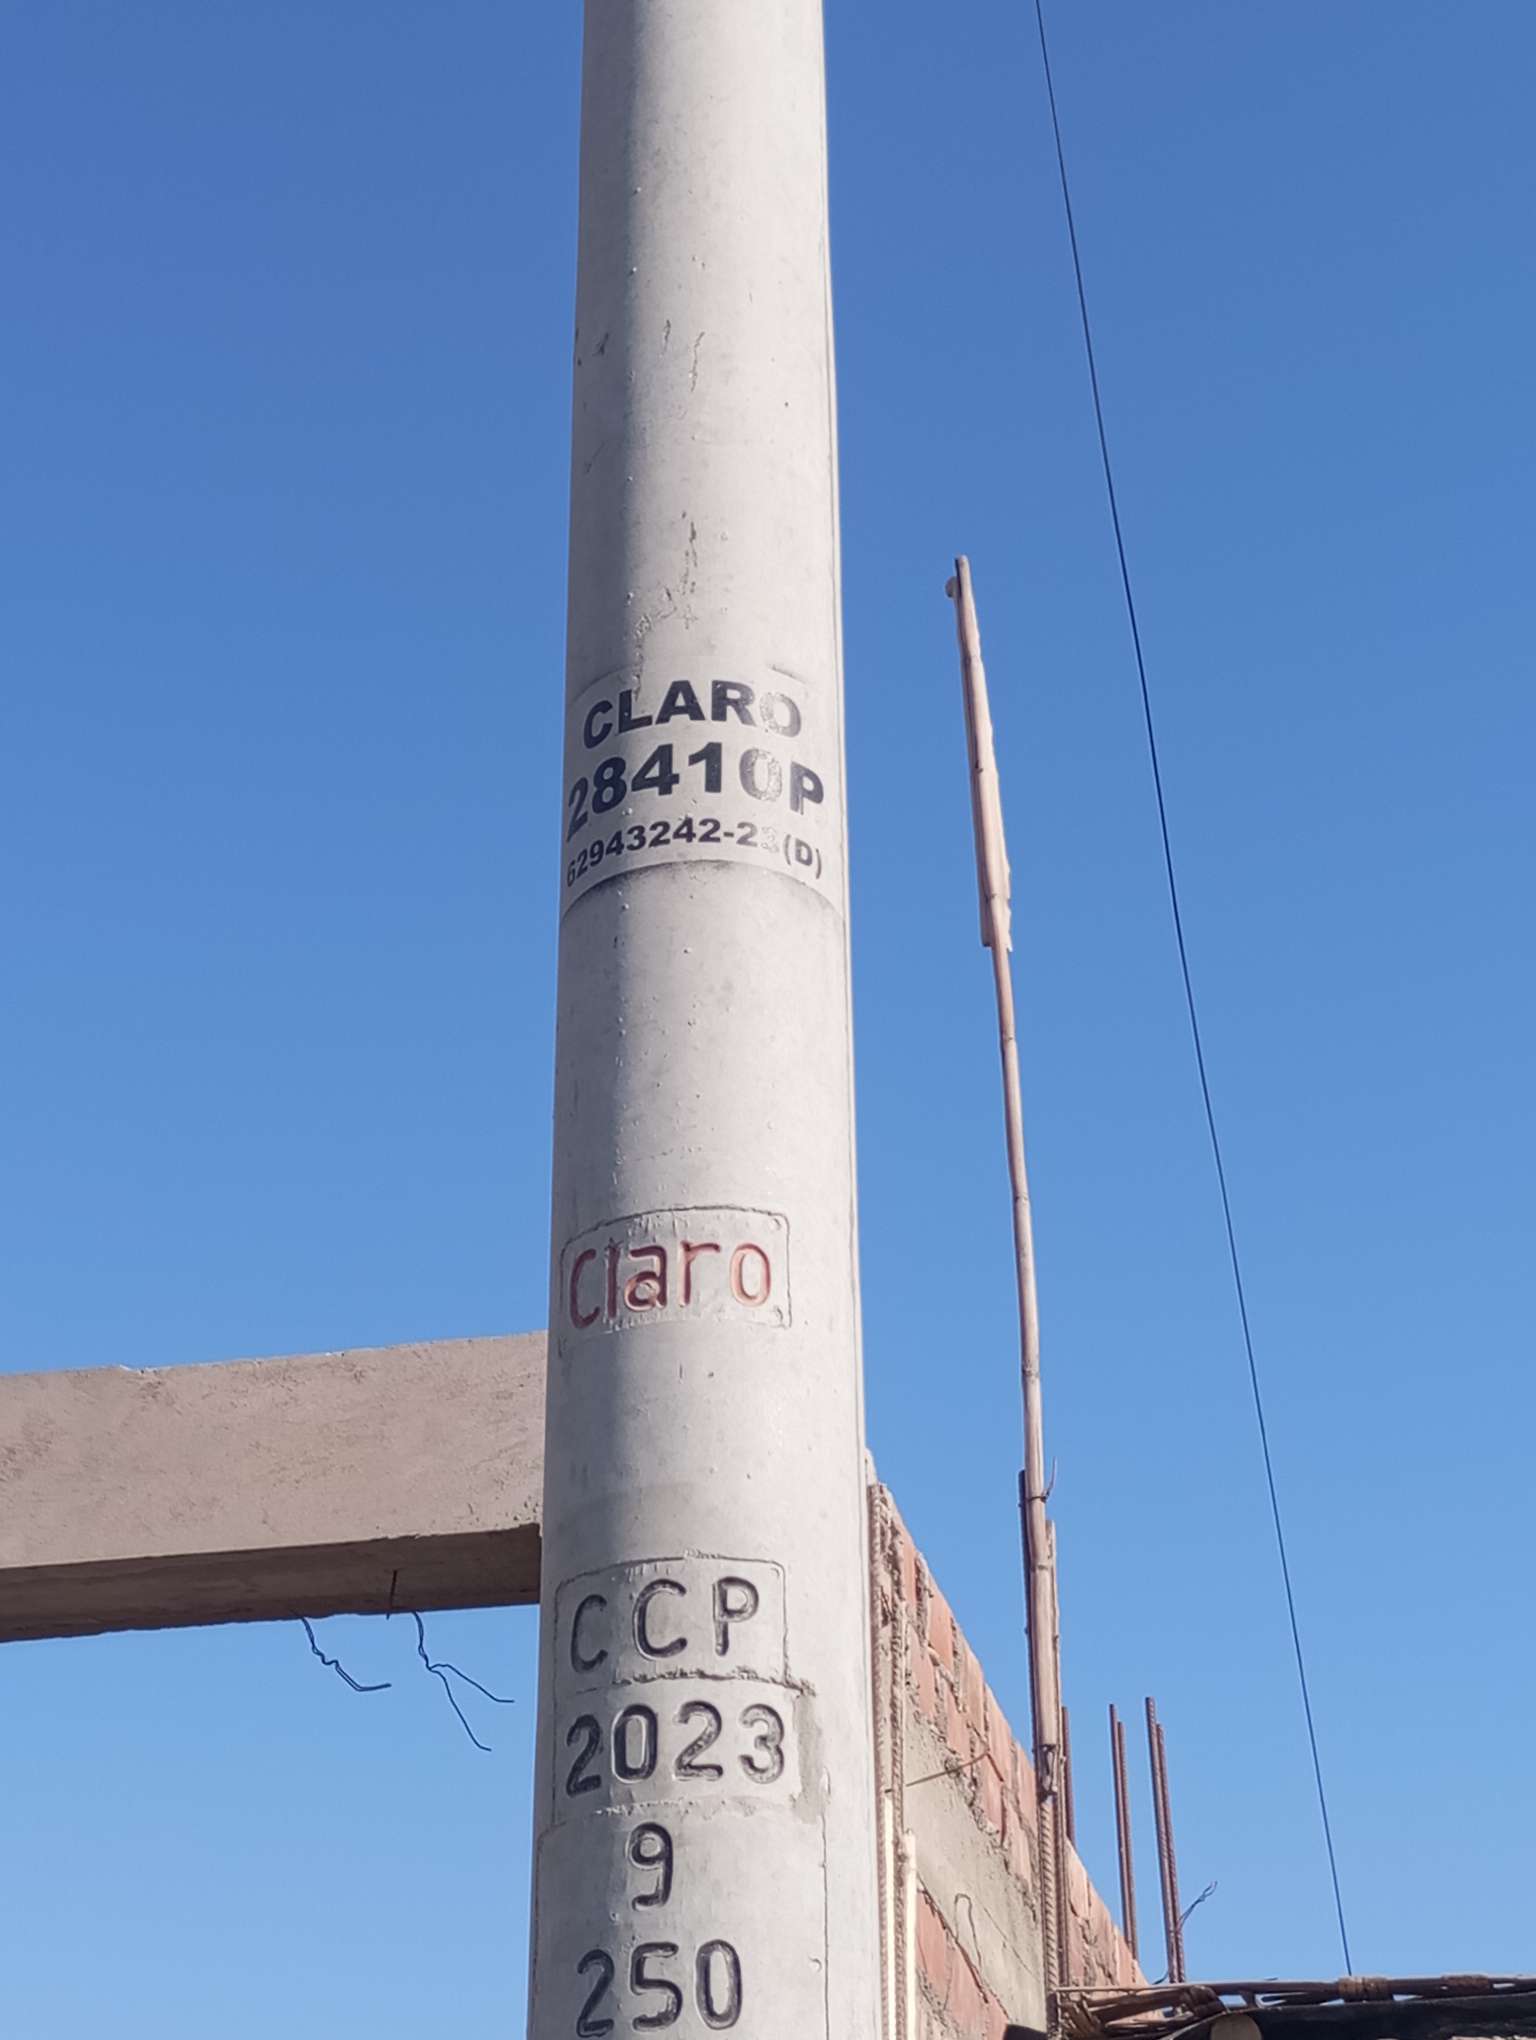 CLARO
28410P
62943242-23(D)
Claro
CCP
2023
9
250